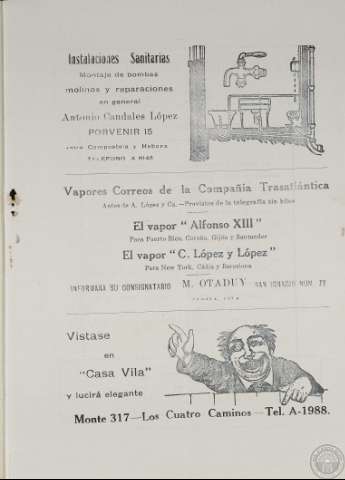 Instalaciones Sanitarias
Montaje de bombas
molinos y reparaciones
en general
Antonio Candales López
PORVENIR 15
entre Compostela y Habana
TELEFONO A
Vapores Correos de la Compañía Trasatlántica
Antes de A. López y Ca.—Provistos de la telegrafía sin hilos
El vapor "Alfonso XIII"
Para Puerto Rico, Coruña, Gijón y Santander
El vapor "C. López y López"
Para New York, Cádiz y Barcelona
INFORMARA SU CONSIGNATARIO M. OTADUY SAN IGNACIO NUM. 72
Vistase
en
"Casa Vila"
y lucirá elegante
Monte 317—Los Cuatro Caminos—Tel. A-1988.